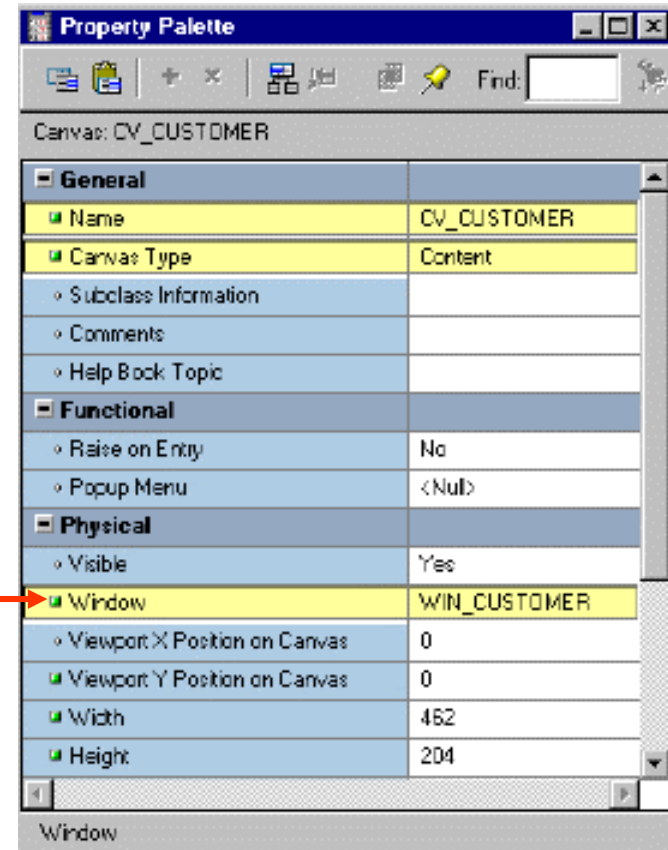 Property Palette
Find:
Canvas: CV_CUSTOMER
General
Name CV_CUSTOMER
Canvas Type Content
Subclass Information
Comments
Help Book Topic
Functional
Raise on Entry No
Popup Menu <Null>
Physical
Visible Yes
Window WIN_CUSTOMER
Viewport X Position on Canvas 0
Viewport Y Position on Canvas 0
Width 462
Height 204
Window